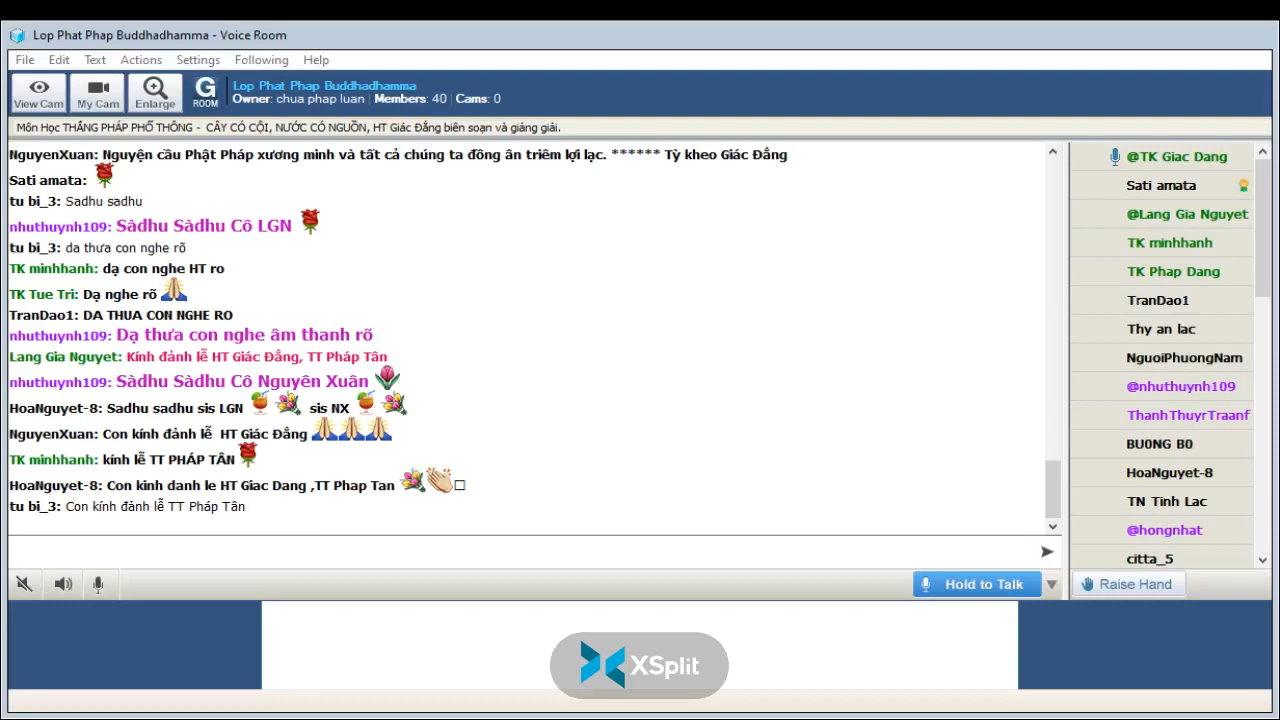 Lop Phat Phap Buddhadhamma - Voice Room
File Edit Text Actions Settings Following Help
View Cam My Cam Enlarge G ROOM
Lop Phat Phap Buddhadhamma
Owner: chua phap luan | Members: 40 | Cams: 0
Môn Học THẮNG PHÁP PHỔ THÔNG - CÂY CÓ CỘI, NƯỚC CÓ NGUỒN, HT Giác Đẳng biên soạn và giảng giải.
NguyenXuan: Nguyện cầu Phật Pháp xương minh và tất cả chúng ta đồng ân triêm lợi lạc. ****** Tỳ kheo Giác Đẳng
Sati amata:
tu bi_3: Sadhu sadhu
nhuthuynh109: Sàdhu Sàdhu Cô LGN
tu bi_3: da thưa con nghe rõ
TK minhhanh: dạ con nghe HT ro
TK Tue Tri: Dạ nghe rõ
TranDao1: DA THUA CON NGHE RO
nhuthuynh109: Dạ thưa con nghe âm thanh rõ
Lang Gia Nguyet: Kính đảnh lễ HT Giác Đẳng, TT Pháp Tân
nhuthuynh109: Sàdhu Sàdhu Cô Nguyên Xuân
HoaNguyet-8: Sadhu sadhu sis LGN sis NX
NguyenXuan: Con kính đảnh lễ HT Giác Đẳng
TK minhhanh: kính lễ TT PHÁP TÂN
HoaNguyet-8: Con kinh danh le HT Giac Dang ,TT Phap Tan
tu bi_3: Con kính đảnh lễ TT Pháp Tân
@TK Giac Dang
Sati amata
@Lang Gia Nguyet
TK minhhanh
TK Phap Dang
TranDao1
Thy an lac
NguoiPhuongNam
@nhuthuynh109
ThanhThuyrTraanf
BUỒNG BỎ
HoaNguyet-8
TN Tinh Lac
@hongnhat
citta_5
Hold to Talk
Raise Hand
XSplit